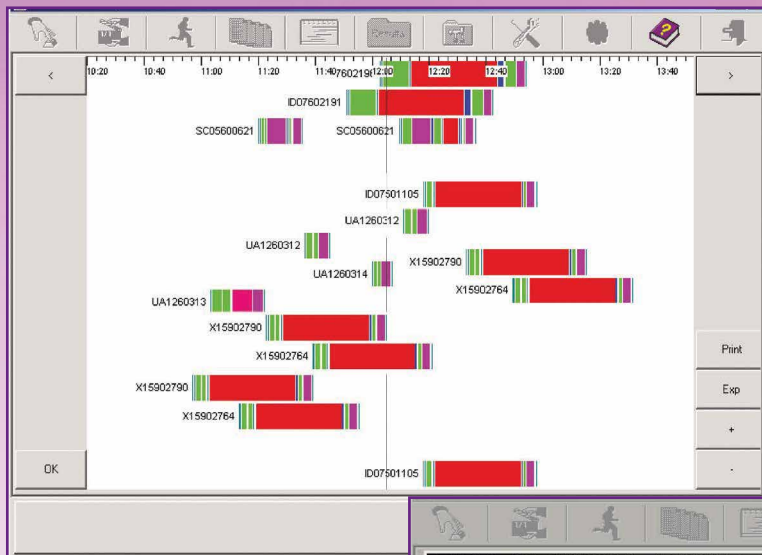 Results
<
10:20 10:40 11:00 11:20 11:40 12:00 12:20 12:40 13:00 13:20 13:40
>
ID07602191
SC05600621 SC05600621
ID07501105
UA1260312
UA1260312
X15902790
UA1260314
X15902764
UA1260313
X15902790
X15902764
Print
X15902790
Exp
X15902764
+
OK
ID07501105
-